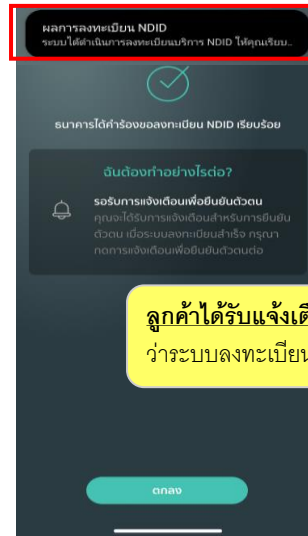 ผลการลงทะเบียน NDID
ระบบได้ดำเนินการลงทะเบียนบริการ NDID ให้คุณเรียบ..
ธนาคารได้คำร้องขอลงทะเบียน NDID เรียบร้อย
ฉันต้องทำอย่างไรต่อ?
รอรับการแจ้งเตือนเพื่อยืนยันตัวตน
คุณจะได้รับการแจ้งเตือนสำหรับการยืนยัน
ตัวตน เมื่อระบบลงทะเบียนสำเร็จ กรุณา
กดการแจ้งเตือนเพื่อยืนยันตัวตนต่อ
ลูกค้าได้รับแจ้งเตื
ว่าระบบลงทะเบียน
ตกลง